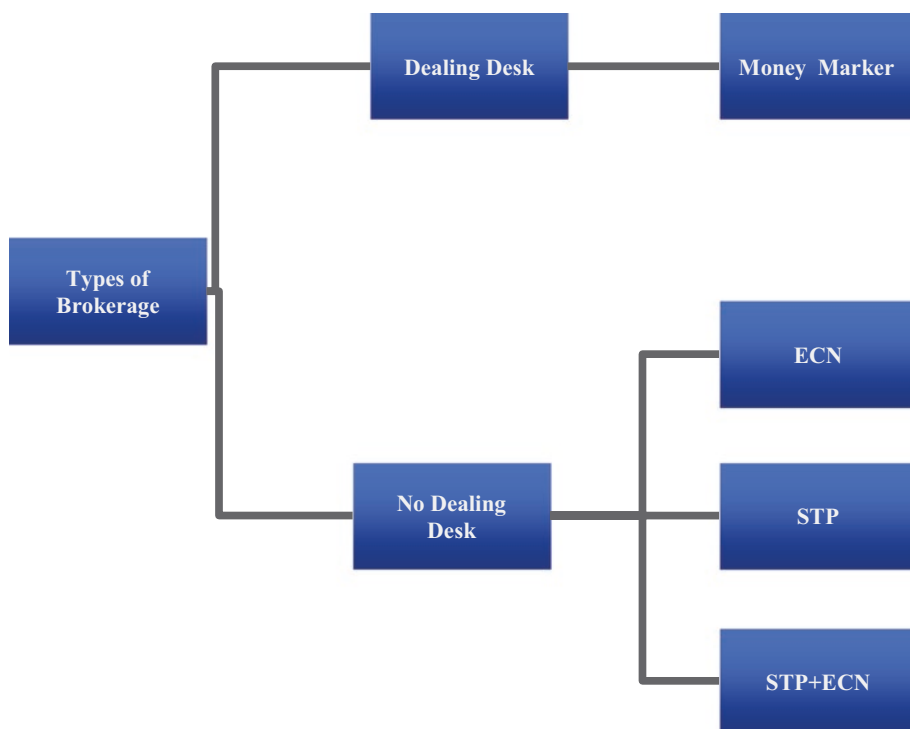 Dealing Desk
Money Marker
Types of
Brokerage
ECN
No Dealing
Desk
STP
STP+ECN